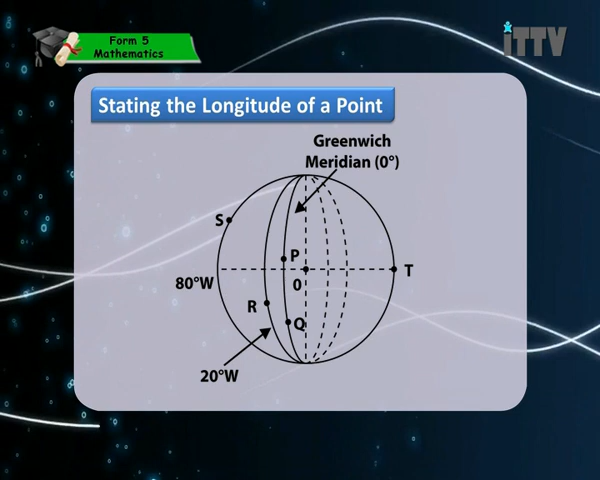 Form 5
Mathematics
iTTV
Stating the Longitude of a Point
Greenwich
Meridian (0°)
S
P
T
0
80°W
R
Q
20°W